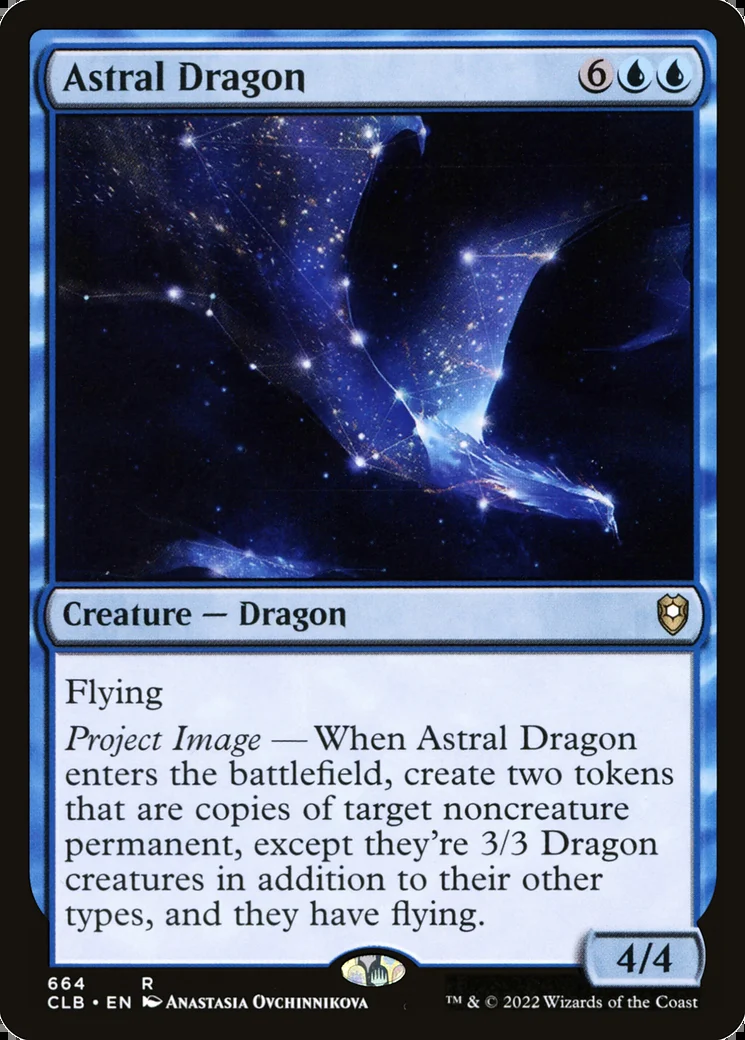 Astral Dragon 6
Creature — Dragon
Flying
Project Image — When Astral Dragon
enters the battlefield, create two tokens
that are copies of target noncreature
permanent, except they're 3/3 Dragon
creatures in addition to their other
types, and they have flying.
4/4
664 R
CLB • EN ANASTASIA OVCHINNIKOVA
™ & © 2022 Wizards of the Coast